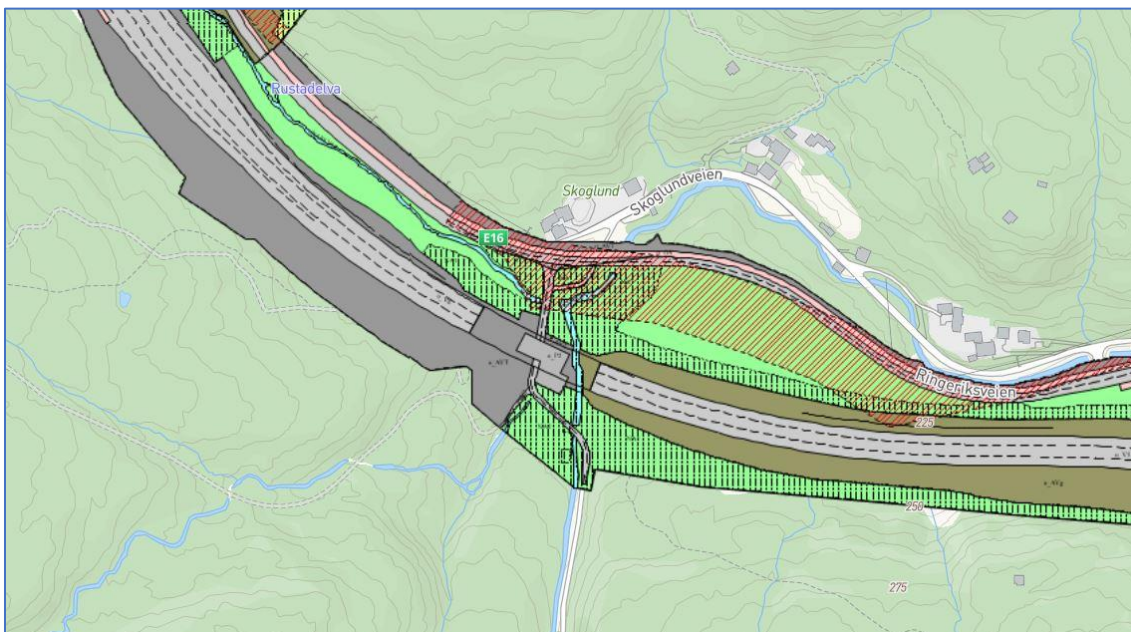 Rustadelva
Skoglund
Skoglundveien
E16
Ringeriksveien
225
250
275